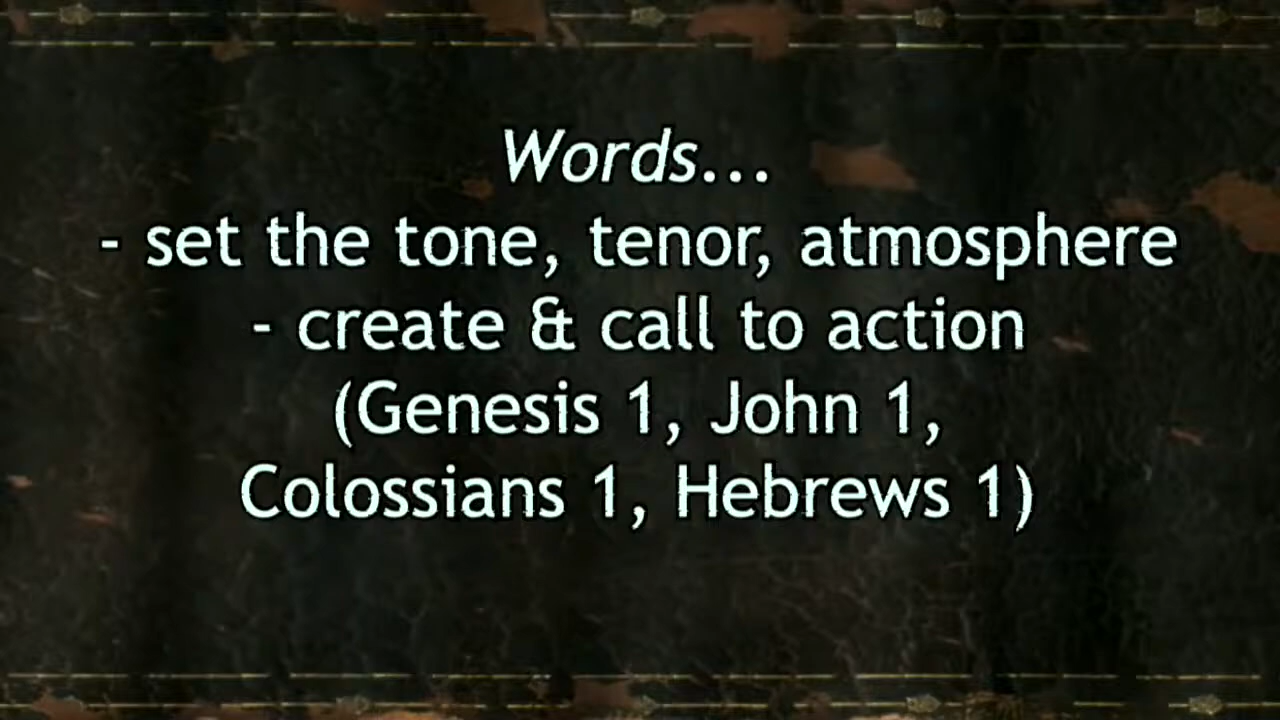 Words...
- set the tone, tenor, atmosphere
- create & call to action
(Genesis 1, John 1,
Colossians 1, Hebrews 1)